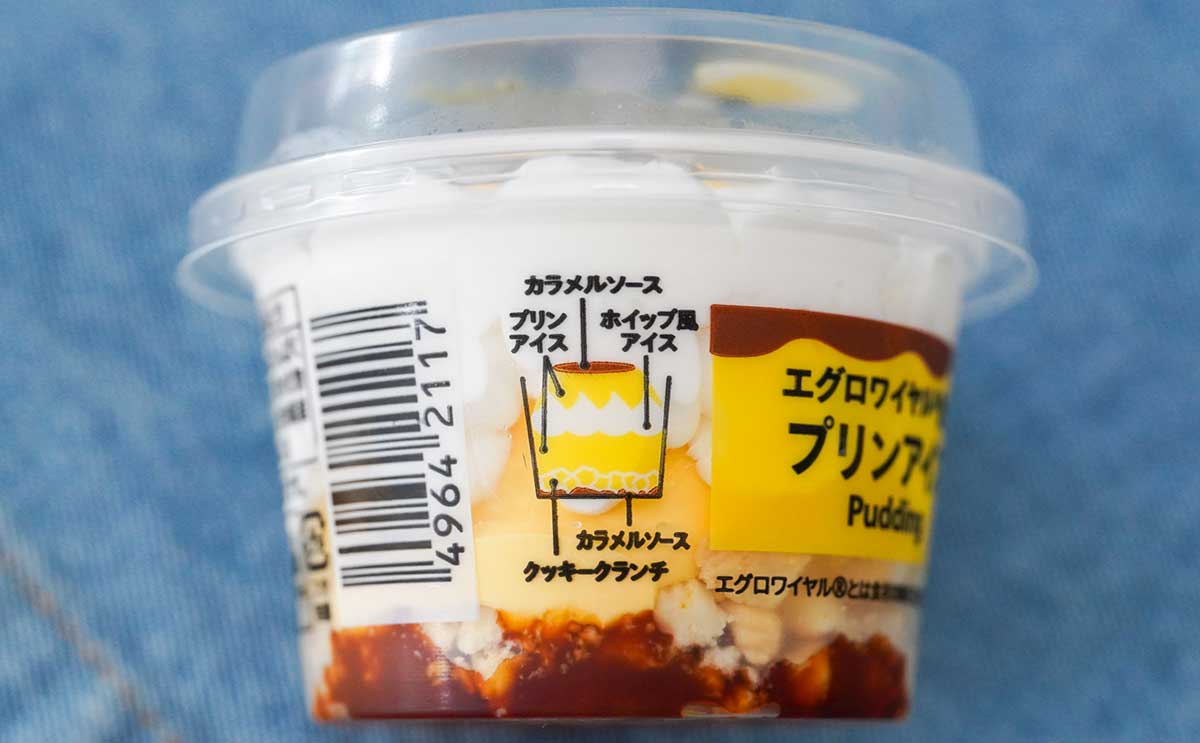 カラメルソース
プリン
アイス
ホイップ風
アイス
カラメルソース
クッキークランチ
4964 2117
エグロワイヤル
プリンアイ
Pudding
エグロワイヤル®とは食